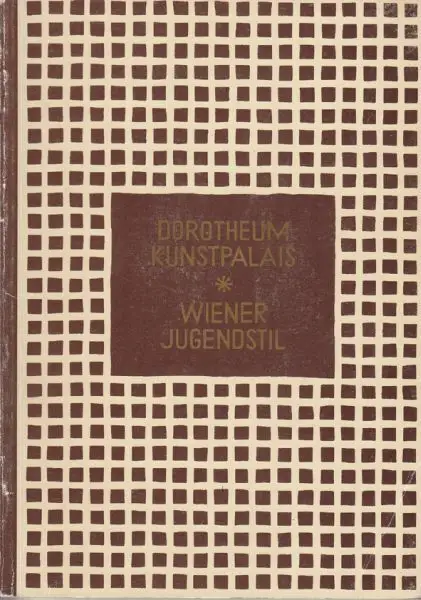 DOROTHEUM
KUNSTPALAIS
*
WIENER
JUGENDSTIL